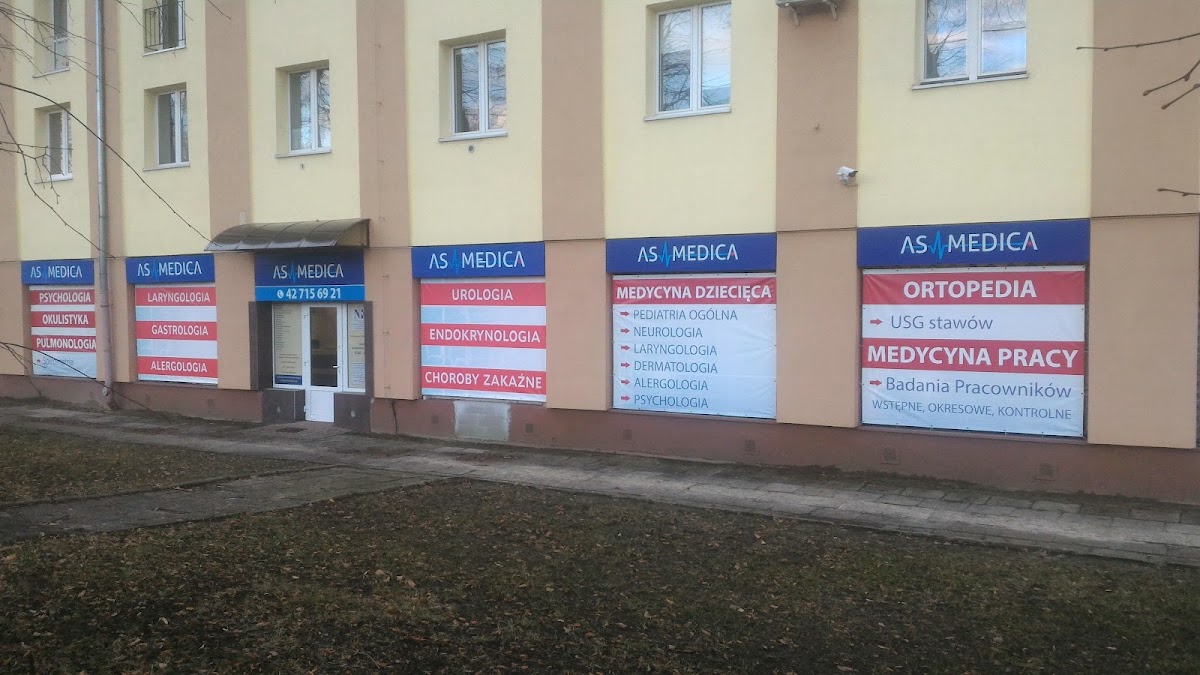 AS MEDICA
PSYCHOLOGIA
OKULISTYKA
PULMONOLOGIA
AS MEDICA
LARYNGOLOGIA
GASTROLOGIA
ALERGOLOGIA
AS MEDICA
42 715 69 21
AS MEDICA
UROLOGIA
ENDOKRYNOLOGIA
CHOROBY ZAKAŹNE
AS MEDICA
MEDYCYNA DZIECIĘCA
PEDIATRIA OGÓLNA
NEUROLOGIA
LARYNGOLOGIA
DERMATOLOGIA
ALERGOLOGIA
PSYCHOLOGIA
AS MEDICA
ORTOPEDIA
USG stawów
MEDYCYNA PRACY
Badania Pracowników
WSTĘPNE, OKRESOWE, KONTROLNE